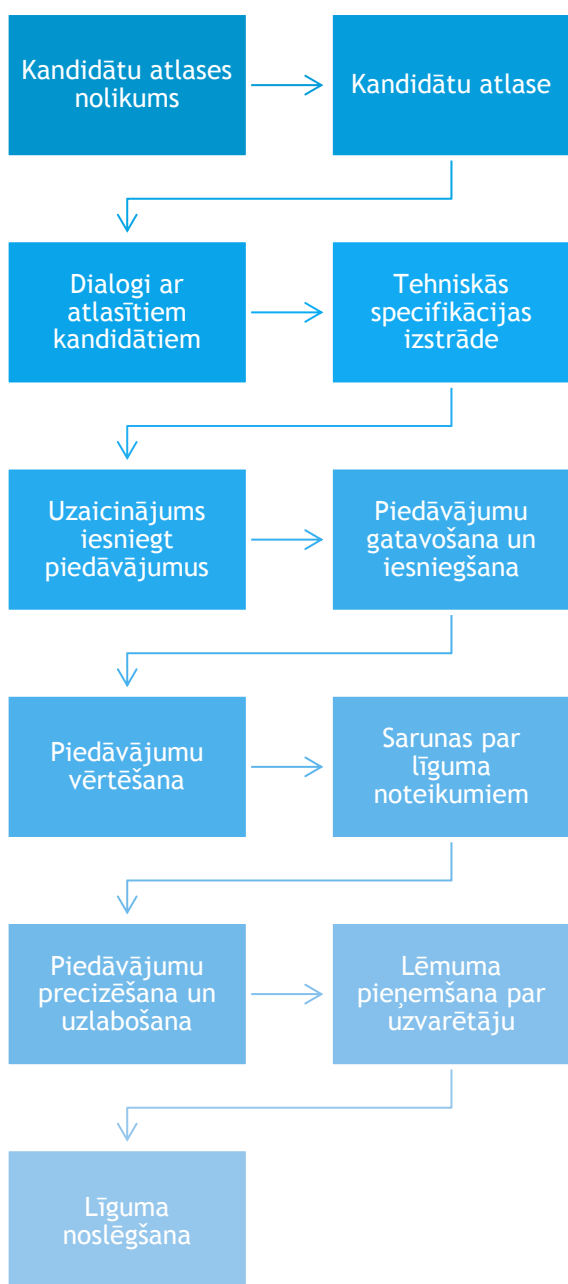 Kandidātu atlases
nolikums
Kandidātu atlase
Dialogi ar
atlasītiem
kandidātiem
Tehniskās
specifikācijas
izstrāde
Uzaicinājums
iesniegt
piedāvājumus
Piedāvājumu
gatavošana un
iesniegšana
Piedāvājumu
vērtēšana
Sarunas par
līguma
noteikumiem
Piedāvājumu
precizēšana un
uzlabošana
Lēmuma
pieņemšana par
uzvarētāju
Līguma
noslēgšana